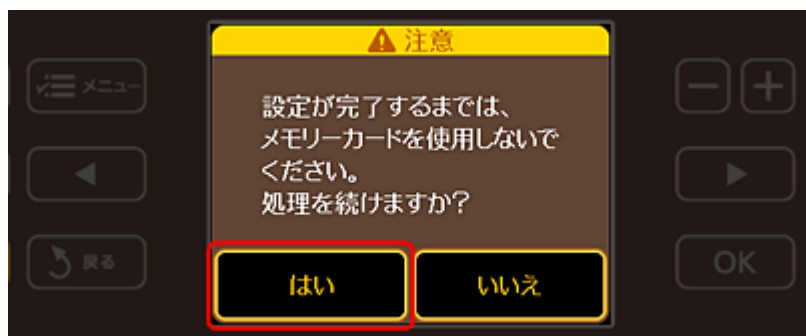 注意
メニュー
設定が完了するまでは、
メモリーカードを使用しないで
ください。
処理を続けますか？
戻る
はい
いいえ
OK